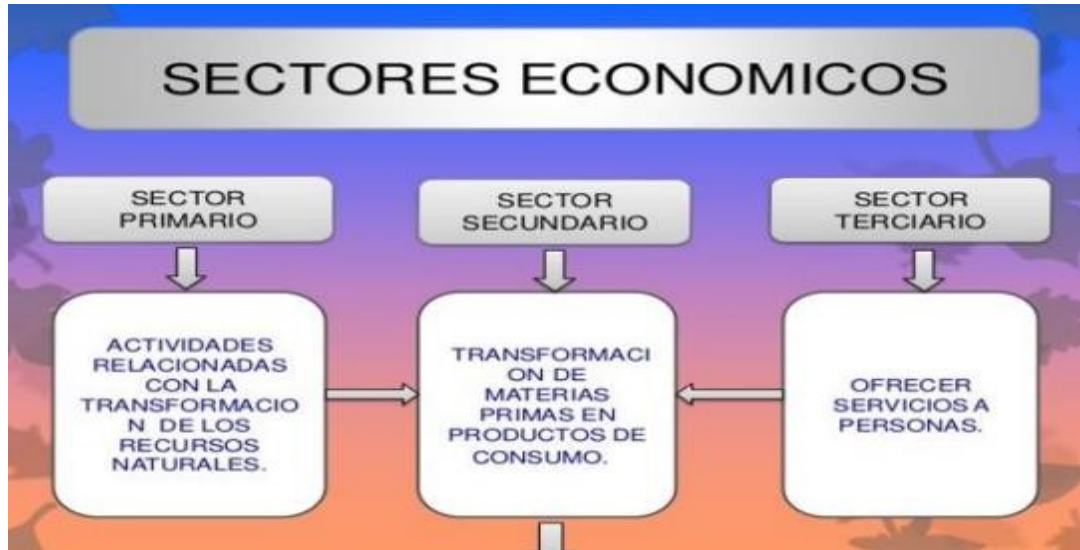 SECTORES ECONOMICOS
SECTOR
PRIMARIO
ACTIVIDADES
RELACIONADAS
CON LA
TRANSFORMACIO
N DE LOS
RECURSOS
NATURALES.
SECTOR
SECUNDARIO
TRANSFORMACI
ON DE
MATERIAS
PRIMAS EN
PRODUCTOS DE
CONSUMO.
SECTOR
TERCIARIO
OFRECER
SERVICIOS A
PERSONAS.